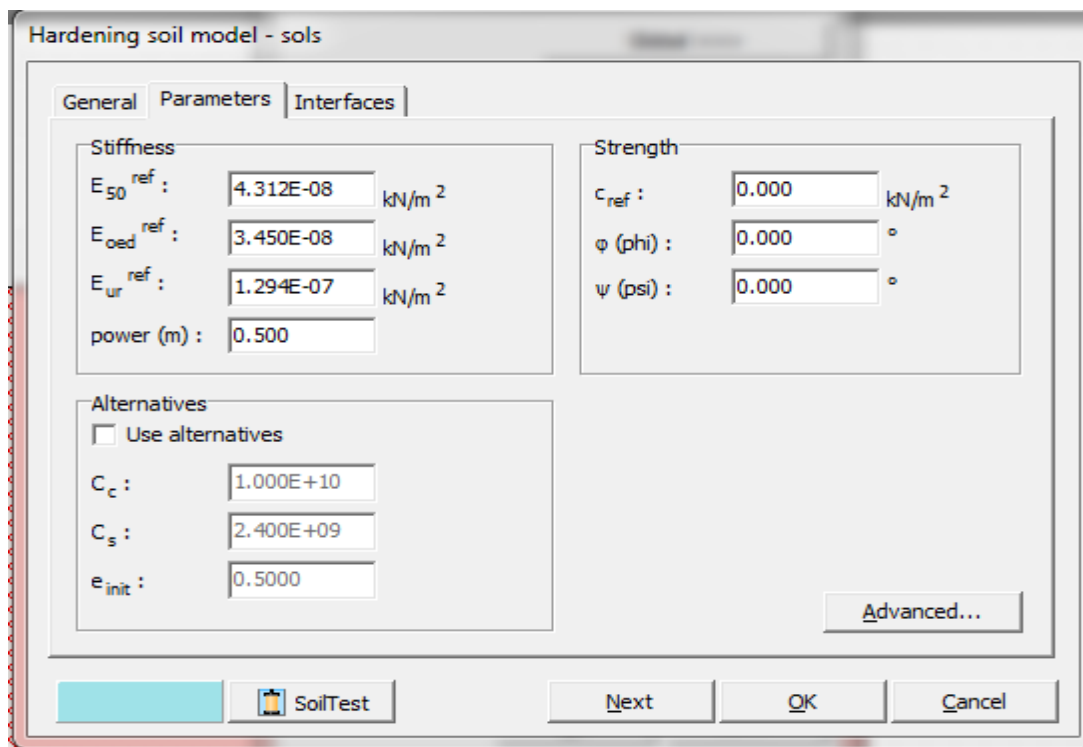 Hardening soil model - sols
General Parameters Interfaces
Stiffness
E50 ref : 4.312E-08 kN/m 2
Eoed ref : 3.450E-08 kN/m 2
Eur ref : 1.294E-07 kN/m 2
power (m) : 0.500
Strength
cref : 0.000 kN/m 2
φ (phi) : 0.000 °
ψ (psi) : 0.000 °
Alternatives
Use alternatives
Cc : 1.000E+10
Cs : 2.400E+09
einit : 0.5000
Advanced...
SoilTest Next OK Cancel